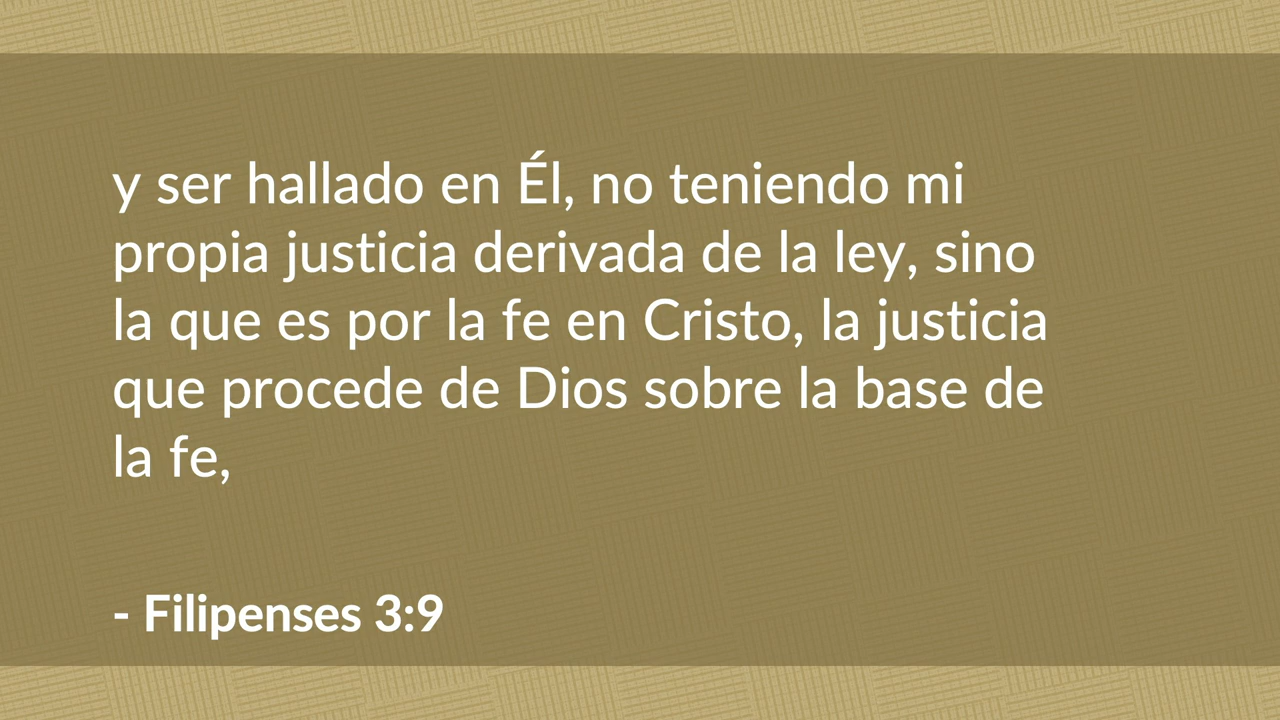 y ser hallado en Él, no teniendo mi
propia justicia derivada de la ley, sino
la que es por la fe en Cristo, la justicia
que procede de Dios sobre la base de
la fe,
- Filipenses 3:9